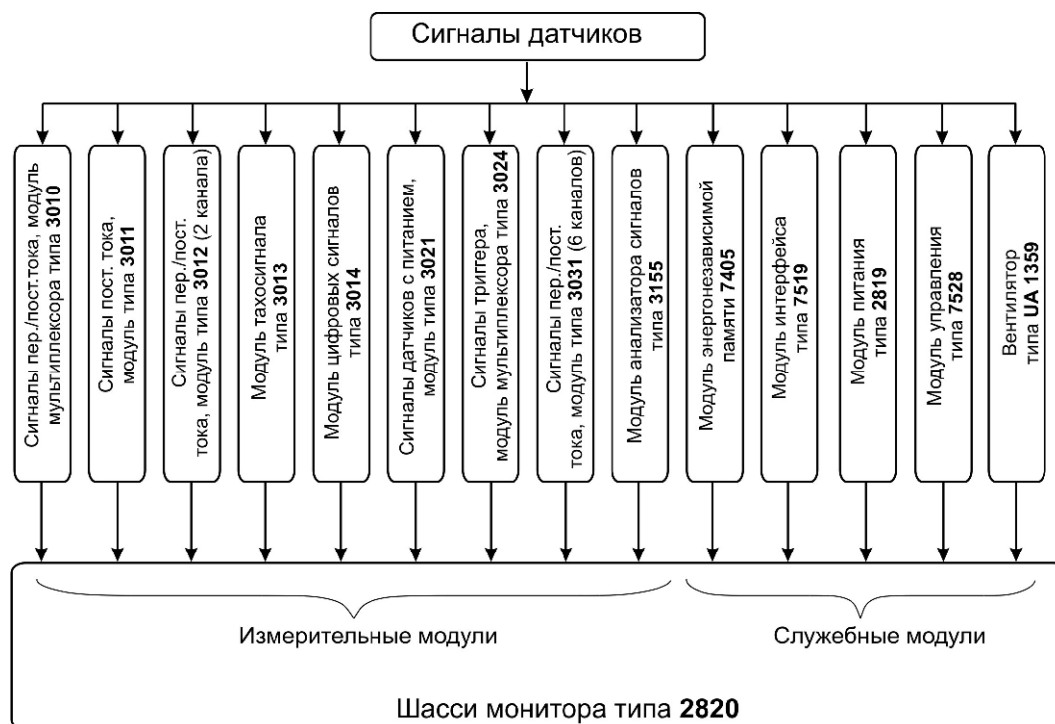 Сигналы датчиков
Сигналы пер./пост.тока, модуль
мультиплексора типа 3010
Сигналы пост. тока,
модуль типа 3011
Сигналы пер./пост.
тока, модуль типа 3012 (2 канала)
Модуль тахосигнала
типа 3013
Модуль цифровых сигналов
типа 3014
Сигналы датчиков с питанием,
модуль типа 3021
Сигналы триггера,
модуль мультиплексора типа 3024
Сигналы пер./пост.
тока, модуль типа 3031 (6 каналов)
Модуль анализатора сигналов
типа 3155
Модуль энергонезависимой
памяти 7405
Модуль интерфейса
типа 7519
Модуль питания
типа 2819
Модуль управления
типа 7528
Вентилятор
типа UA 1359
Измерительные модули
Служебные модули
Шасси монитора типа 2820